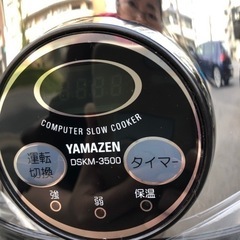 COMPUTER SLOW COOKER
YAMAZEN
DSKM-3500
運転
切換
タイマー
強
弱
保温